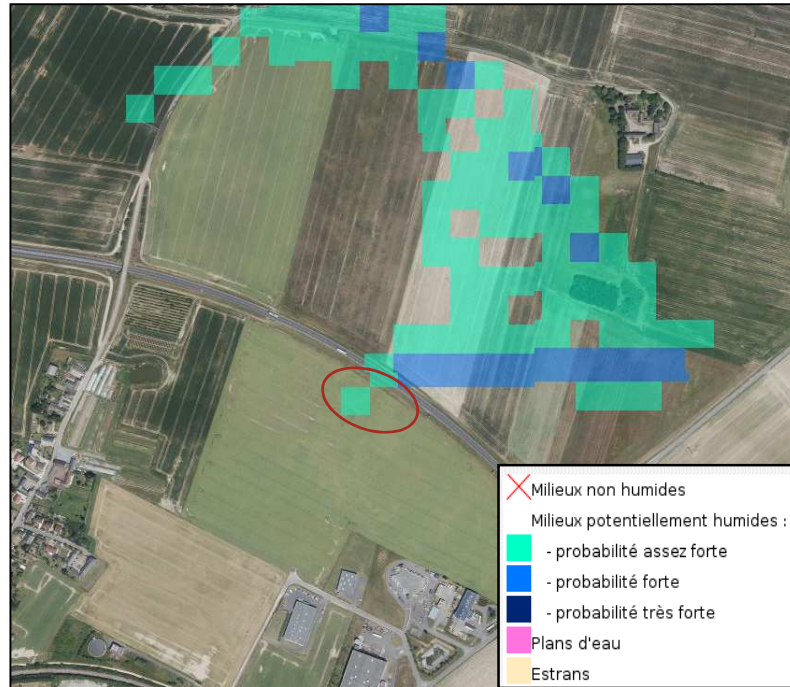 Milieux non humides
Milieux potentiellement humides :
- probabilité assez forte
- probabilité forte
- probabilité très forte
Plans d'eau
Estrans